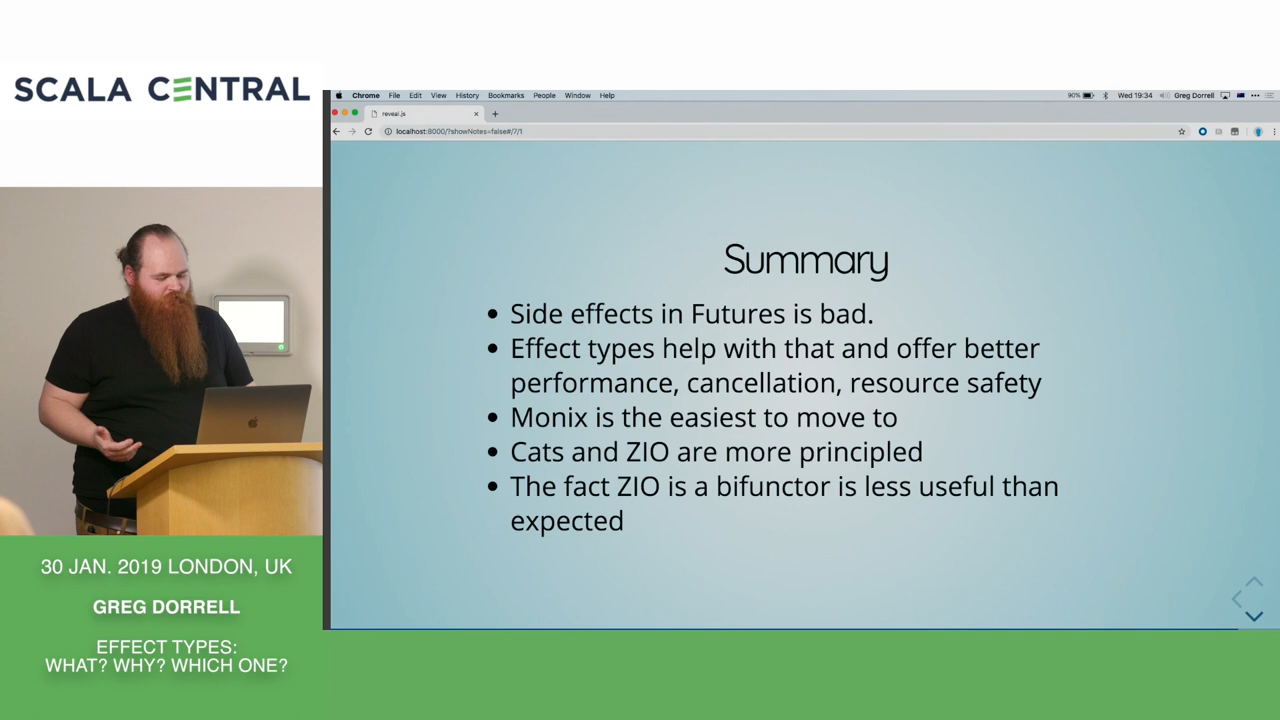 SCALA CENTRAL
Chrome File Edit View History Bookmarks People Window Help
90% Wed 19:34 Greg Dorrell
reveal.js
localhost:8000/?showNotes=false#/7/1
Summary
Side effects in Futures is bad.
Effect types help with that and offer better
performance, cancellation, resource safety
Monix is the easiest to move to
Cats and ZIO are more principled
The fact ZIO is a bifunctor is less useful than
expected
30 JAN. 2019 LONDON, UK
GREG DORRELL
EFFECT TYPES:
WHAT? WHY? WHICH ONE?